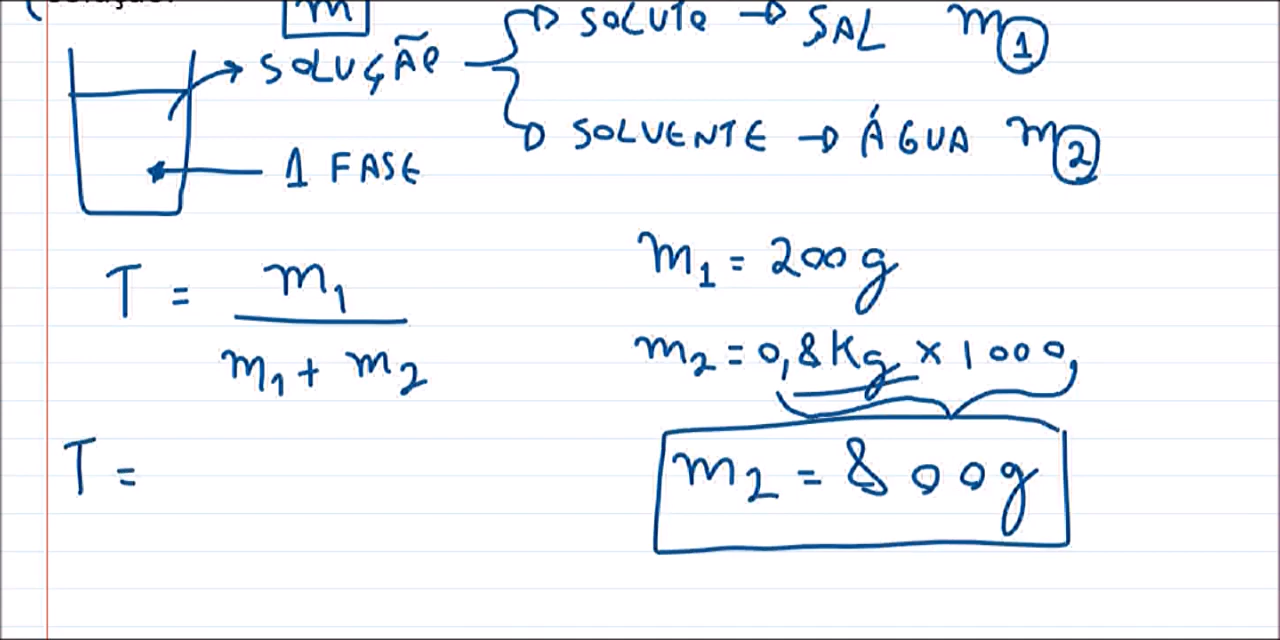 m
SOLUTO → SAL m1
SOLUÇÃO
SOLVENTE → ÁGUA m2
1 FASE
m1 = 200g
T = m1
m1 + m2
m2 = 0,8Kg x 1000
T =
m2 = 800g